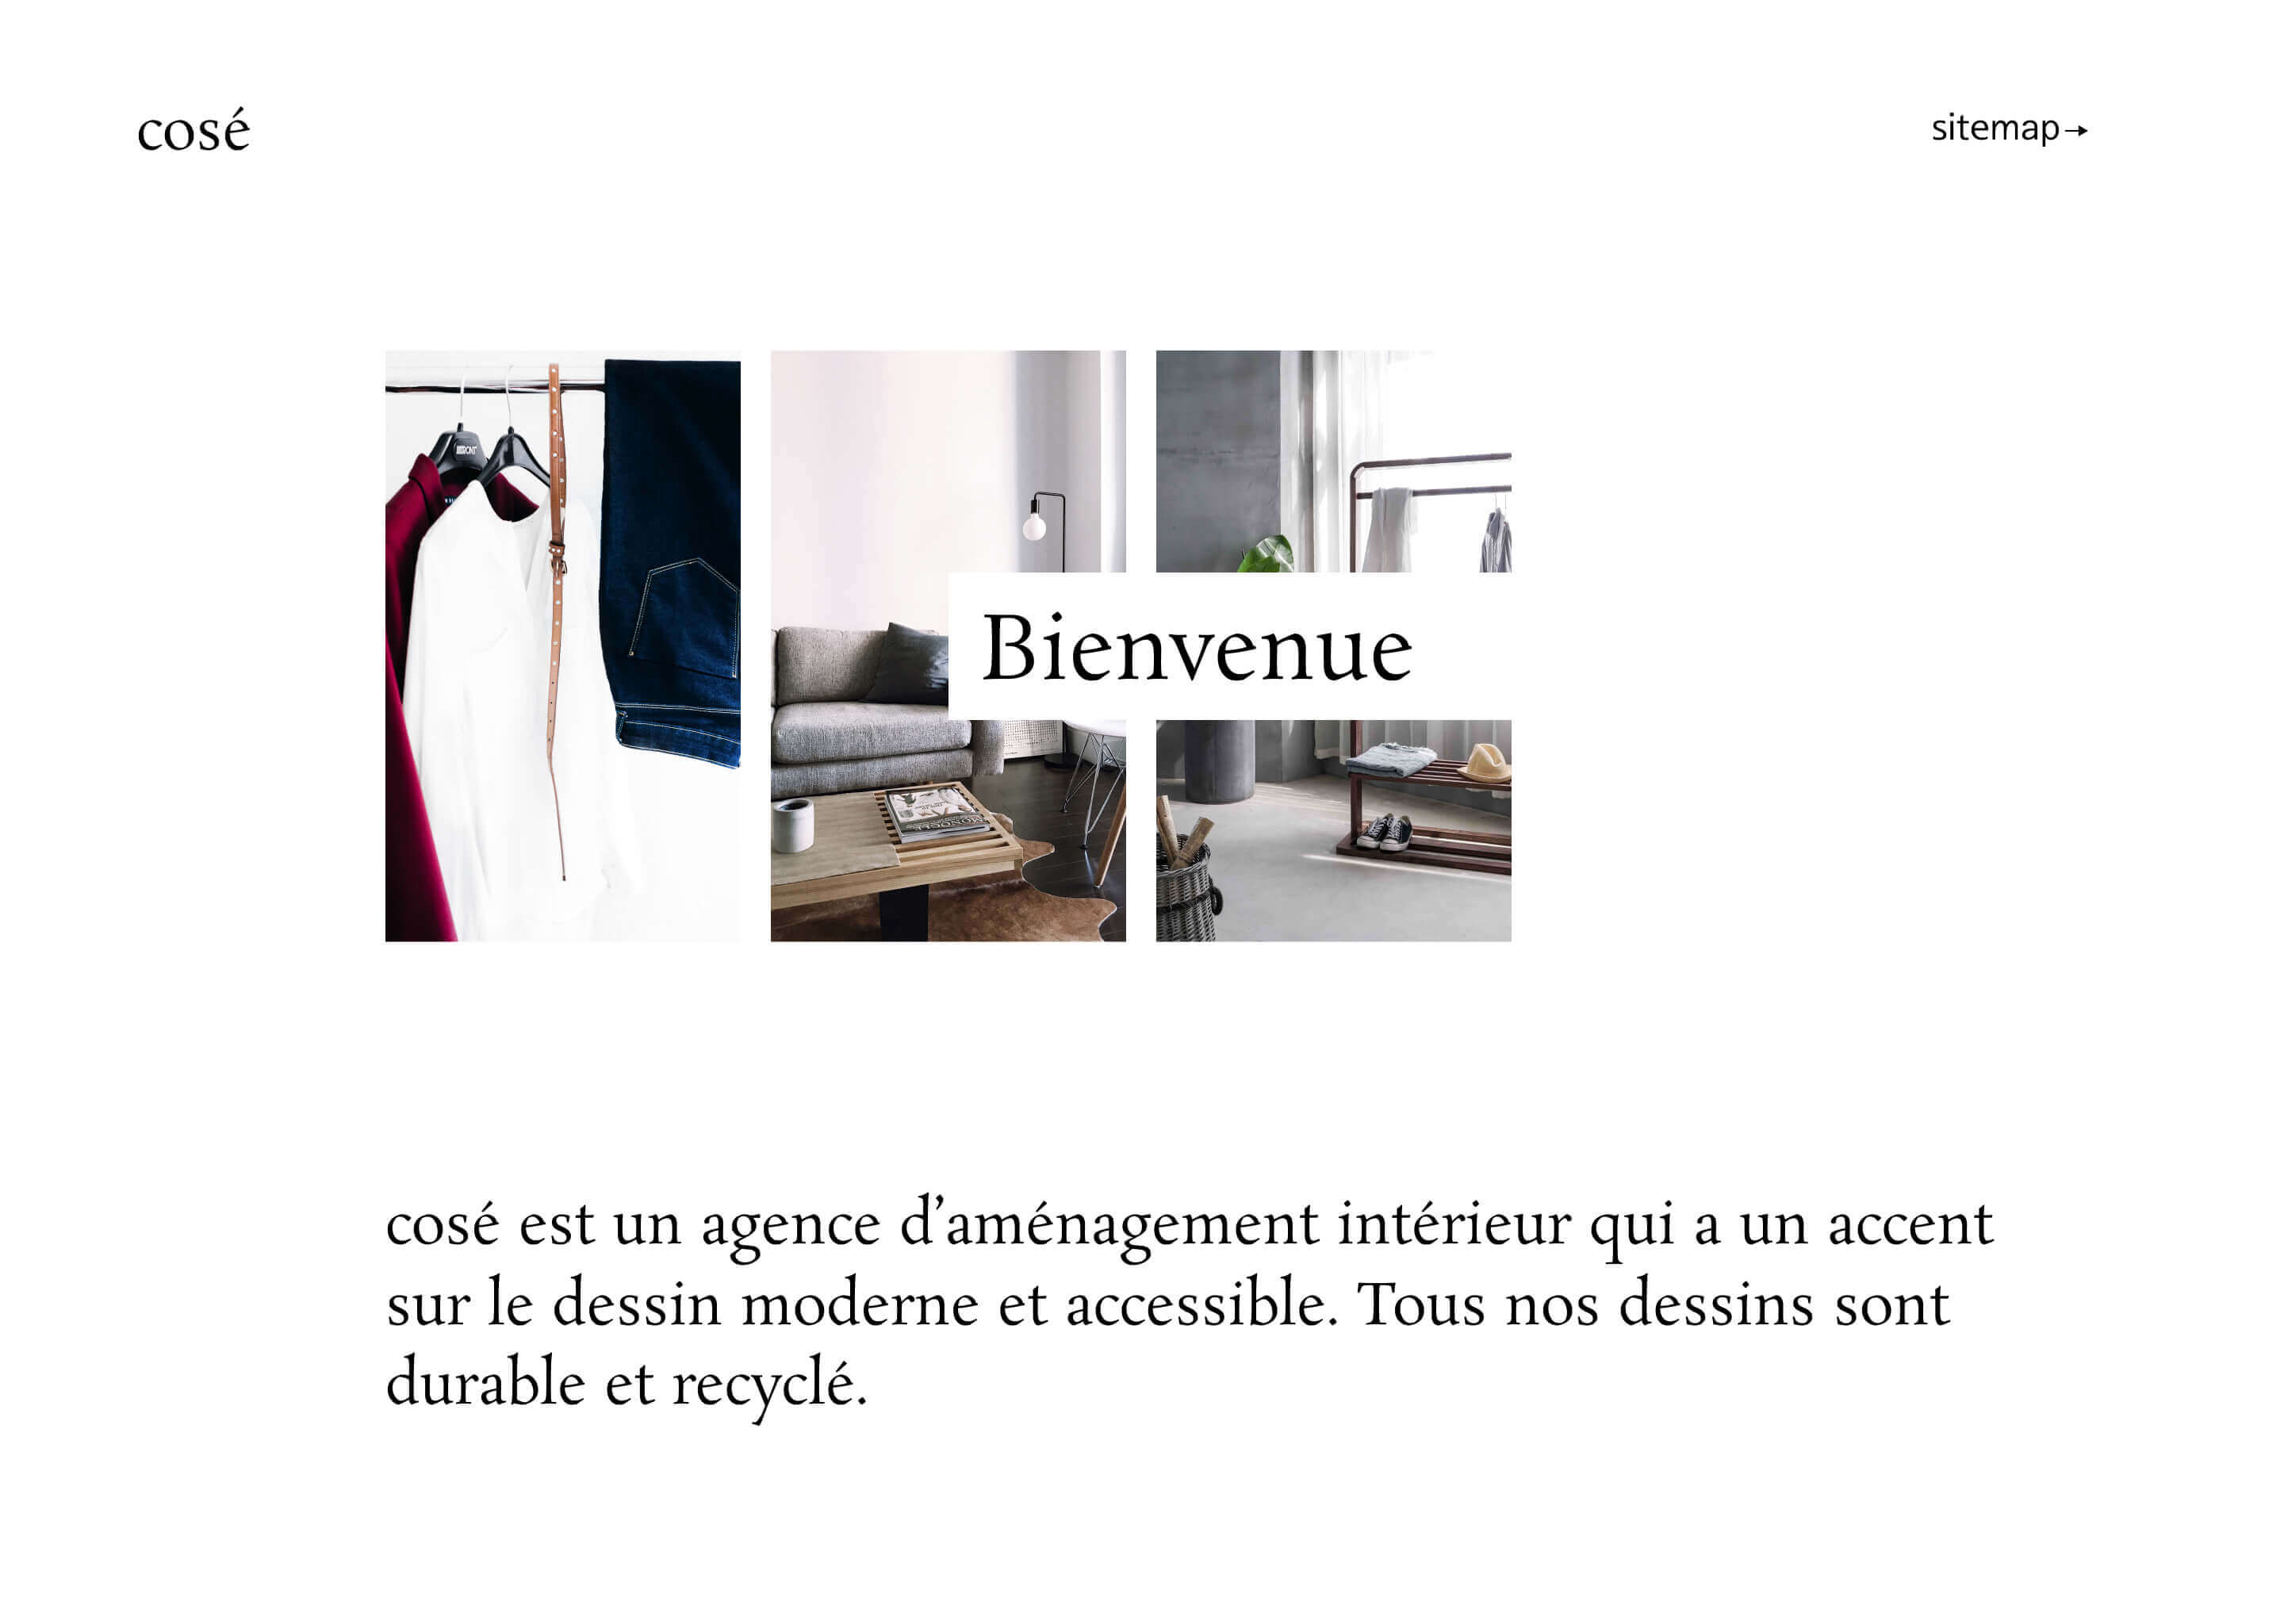 cosé
sitemap→
Bienvenue
cosé est un agence d’aménagement intérieur qui a un accent
sur le dessin moderne et accessible. Tous nos dessins sont
durable et recyclé.